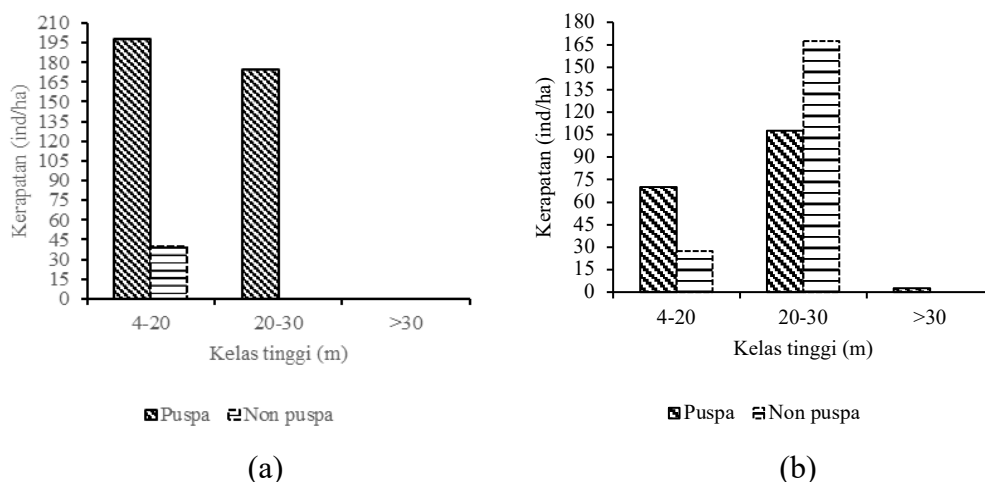 Kerapatan (ind/ha)
210
195
180
165
150
135
120
105
90
75
60
45
30
15
0
4-20 20-30 >30
Kelas tinggi (m)
Puspa Non puspa
(a)
Kerapatan (ind/ha)
180
165
150
135
120
105
90
75
60
45
30
15
0
4-20 20-30 >30
Kelas tinggi (m)
Puspa Non puspa
(b)